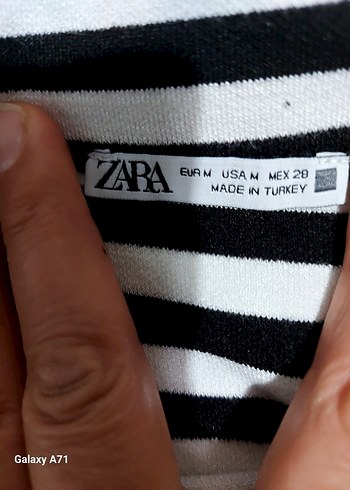 ZARA
EUR M USA M MEX 28
MADE IN TURKEY
Galaxy A71